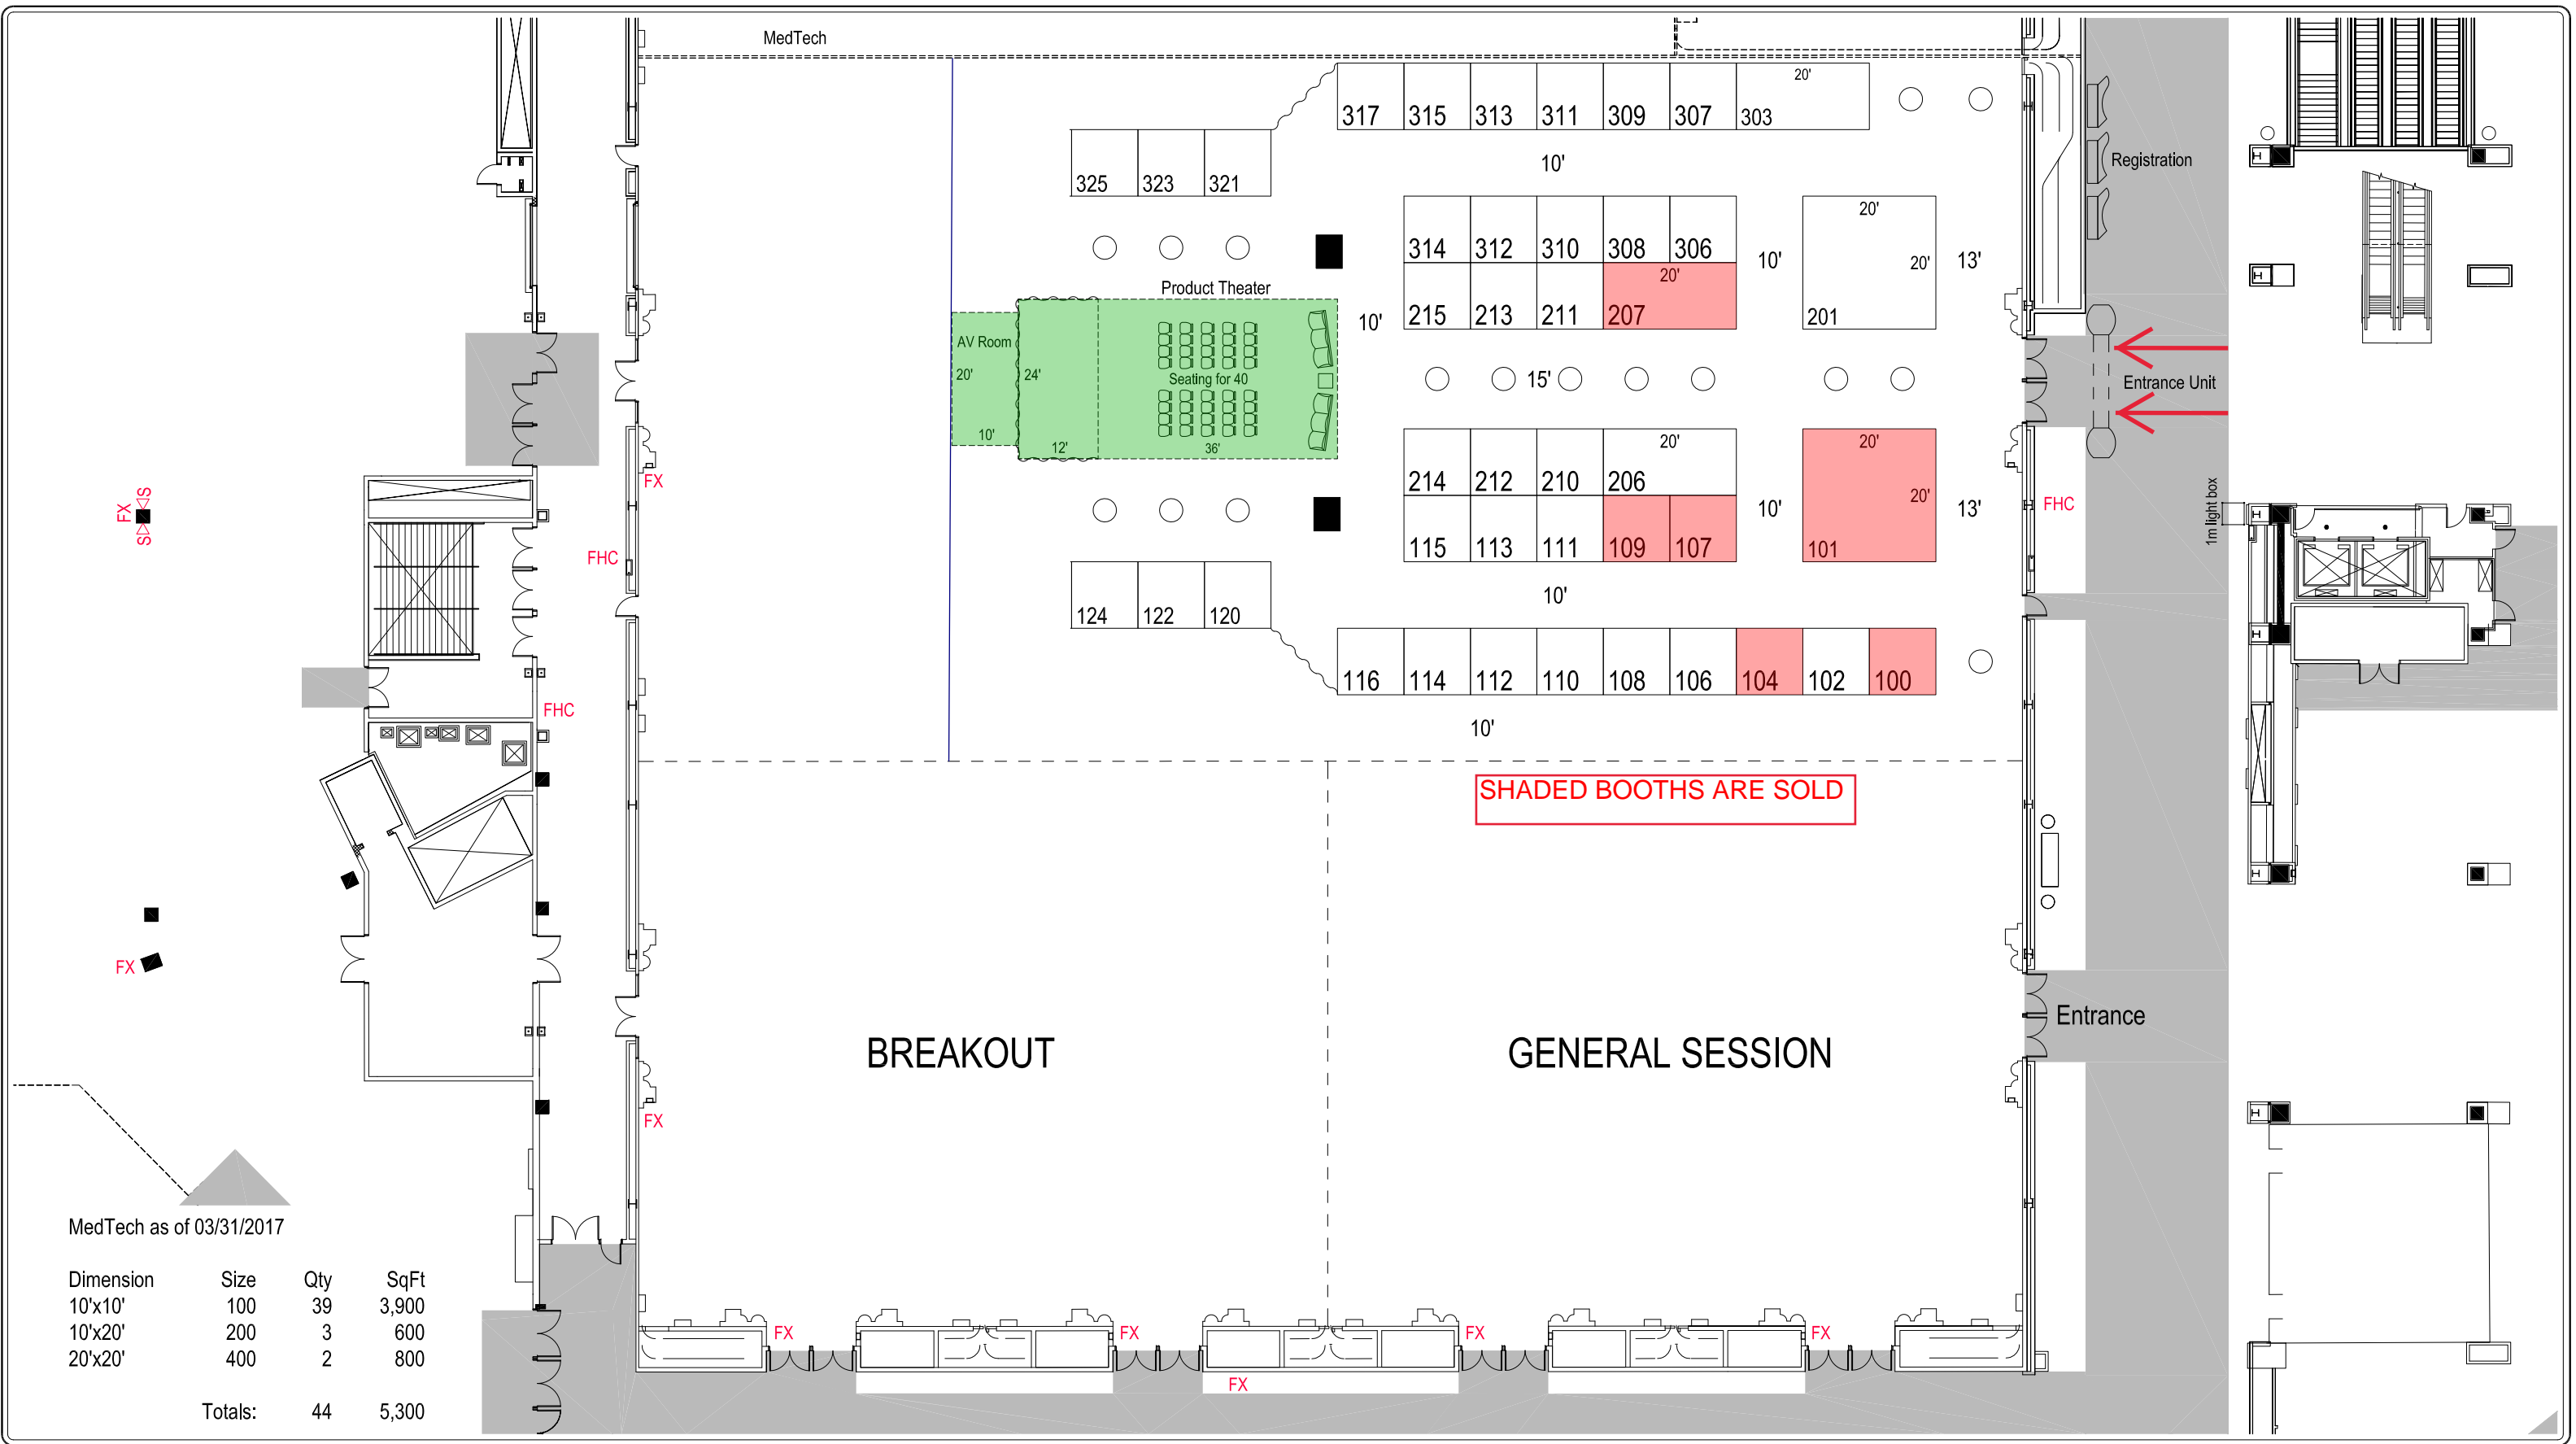 MedTech
20'
317 315 313 311 309 307 303
10'
Registration
325 323 321
20'
314 312 310 308 306
10'
20'
13'
20'
Product Theater
215 213 211 207
10'
201
AV Room
20'
24'
Seating for 40
15'
Entrance Unit
10'
12'
36'
20'
20'
214 212 210 206
FX
FX
S
S
20'
10'
13'
FHC
1m light box
115 113 111 109 107
101
FHC
10'
124 122 120
116 114 112 110 108 106 104 102 100
FHC
10'
SHADED BOOTHS ARE SOLD
FX
Entrance
BREAKOUT
GENERAL SESSION
FX
MedTech as of 03/31/2017
Dimension Size Qty SqFt
10'x10' 100 39 3,900
10'x20' 200 3 600
20'x20' 400 2 800
Totals: 44 5,300
FX
FX
FX
FX
FX